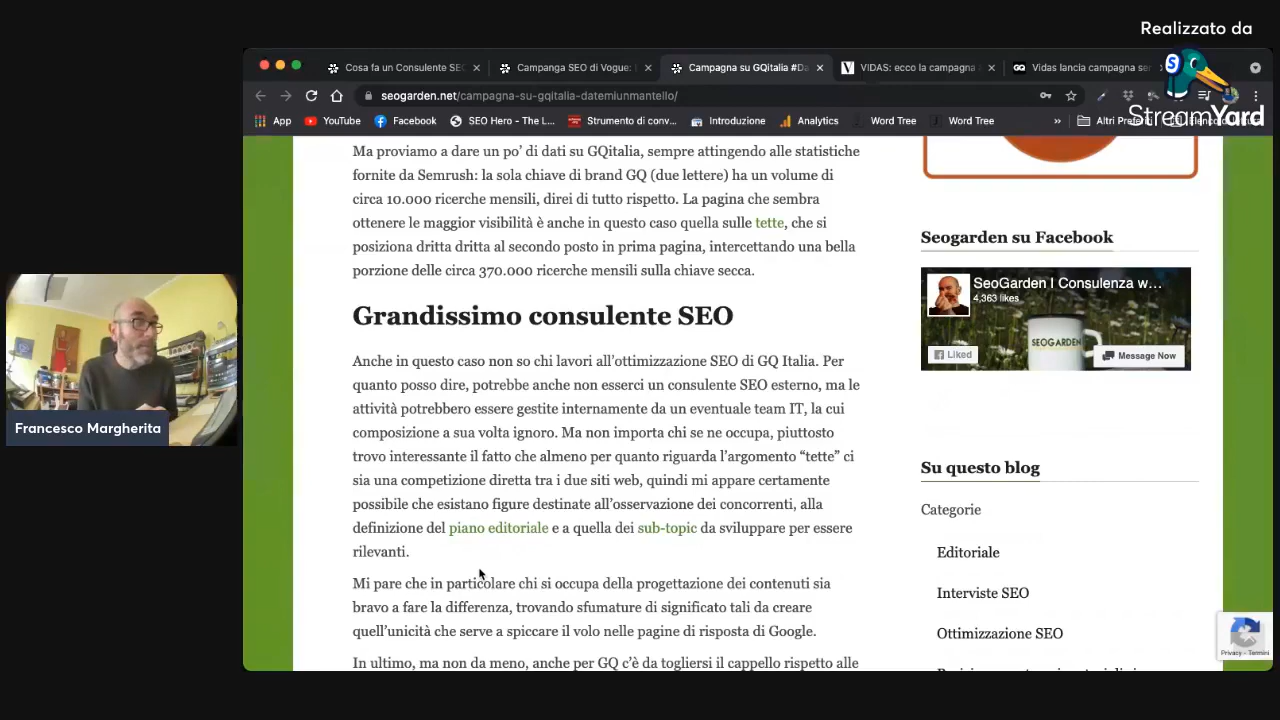 Realizzato da
StreamYard
Cosa fa un Consulente SEO
Campanga SEO di Vogue:
Campagna su GQitalia #Da
VIDAS: ecco la campagna
Vidas lancia campagna ser
seogarden.net/campagna-su-gqitalia-datemiunmantello/
App
YouTube
Facebook
SEO Hero - The L...
Strumento di conv...
Introduzione
Analytics
Word Tree
Word Tree
»
Altri Preferiti
Ma proviamo a dare un po’ di dati su GQitalia, sempre attingendo alle statistiche
fornite da Semrush: la sola chiave di brand GQ (due lettere) ha un volume di
circa 10.000 ricerche mensili, direi di tutto rispetto. La pagina che sembra
ottenere le maggior visibilità è anche in questo caso quella sulle tette, che si
posiziona dritta dritta al secondo posto in prima pagina, intercettando una bella
porzione delle circa 370.000 ricerche mensili sulla chiave secca.
Grandissimo consulente SEO
Anche in questo caso non so chi lavori all’ottimizzazione SEO di GQ Italia. Per
quanto posso dire, potrebbe anche non esserci un consulente SEO esterno, ma le
attività potrebbero essere gestite internamente da un eventuale team IT, la cui
composizione a sua volta ignoro. Ma non importa chi se ne occupa, piuttosto
trovo interessante il fatto che almeno per quanto riguarda l’argomento “tette” ci
sia una competizione diretta tra i due siti web, quindi mi appare certamente
possibile che esistano figure destinate all’osservazione dei concorrenti, alla
definizione del piano editoriale e a quella dei sub-topic da sviluppare per essere
rilevanti.
Mi pare che in particolare chi si occupa della progettazione dei contenuti sia
bravo a fare la differenza, trovando sfumature di significato tali da creare
quell’unicità che serve a spiccare il volo nelle pagine di risposta di Google.
In ultimo, ma non da meno, anche per GQ c’è da togliersi il cappello rispetto alle
Seogarden su Facebook
SeoGarden I Consulenza w...
4,363 likes
SEOGARDEN
Liked
Message Now
Su questo blog
Categorie
Editoriale
Interviste SEO
Ottimizzazione SEO
Privacy - Termini
Francesco Margherita